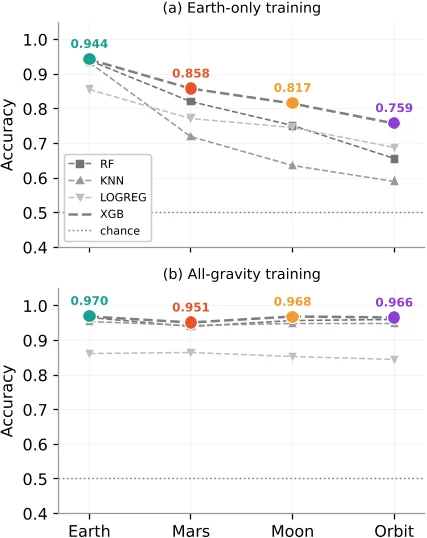 (a) Earth-only training
Accuracy
1.0
0.9
0.8
0.7
0.6
0.5
0.4
0.944
0.858
0.817
0.759
RF
KNN
LOGREG
XGB
chance
(b) All-gravity training
Accuracy
1.0
0.9
0.8
0.7
0.6
0.5
0.4
0.970
0.951
0.968
0.966
Earth
Mars
Moon
Orbit